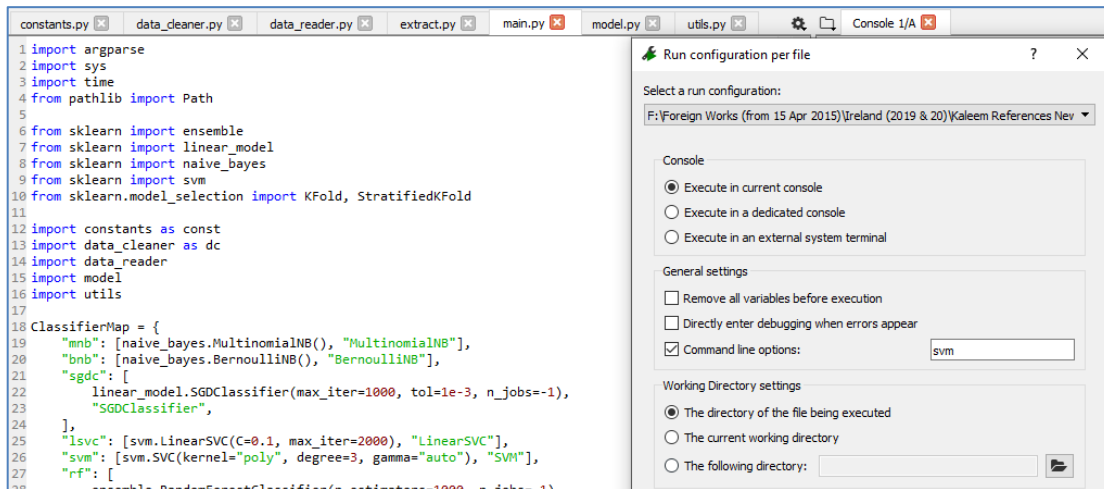 constants.py data_cleaner.py data_reader.py extract.py main.py model.py utils.py Console 1/A
1 import argparse
2 import sys
3 import time
4 from pathlib import Path
5
6 from sklearn import ensemble
7 from sklearn import linear_model
8 from sklearn import naive_bayes
9 from sklearn import svm
10 from sklearn.model_selection import KFold, StratifiedKFold
11
12 import constants as const
13 import data_cleaner as dc
14 import data_reader
15 import model
16 import utils
17
18 ClassifierMap = {
19     "mnb": [naive_bayes.MultinomialNB(), "MultinomialNB"],
20     "bnb": [naive_bayes.BernoulliNB(), "BernoulliNB"],
21     "sgdc": [
22         linear_model.SGDClassifier(max_iter=1000, tol=1e-3, n_jobs=-1),
23         "SGDClassifier",
24     ],
25     "lsvc": [svm.LinearSVC(C=0.1, max_iter=2000), "LinearSVC"],
26     "svm": [svm.SVC(kernel="poly", degree=3, gamma="auto"), "SVM"],
27     "rf": [
28         ensemble.RandomForestClassifier(n_estimators=1000, n_jobs=-1),
Run configuration per file ? ×
Select a run configuration:
F:\Foreign Works (from 15 Apr 2015)\Ireland (2019 & 20)\Kaleem References New
Console
Execute in current console
Execute in a dedicated console
Execute in an external system terminal
General settings
Remove all variables before execution
Directly enter debugging when errors appear
Command line options: svm
Working Directory settings
The directory of the file being executed
The current working directory
The following directory: